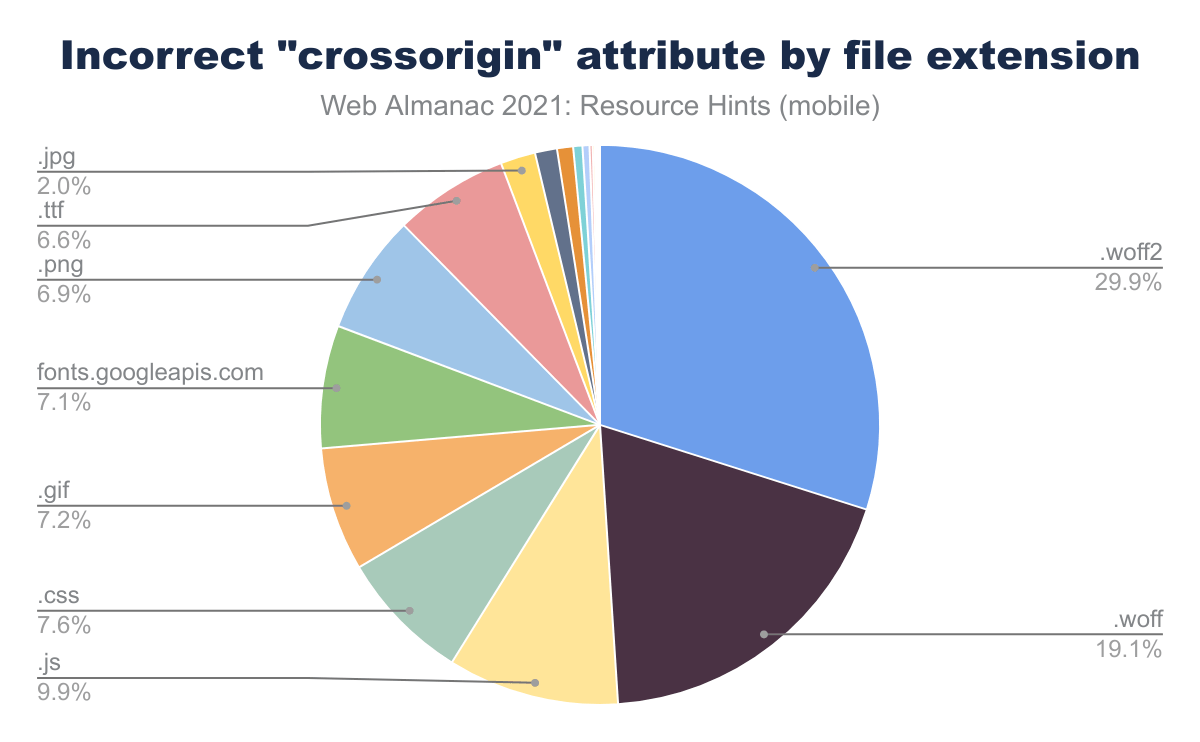 Incorrect "crossorigin" attribute by file extension
Web Almanac 2021: Resource Hints (mobile)
.jpg
2.0%
.ttf
6.6%
.png
6.9%
fonts.googleapis.com
7.1%
.gif
7.2%
.css
7.6%
.js
9.9%
.woff2
29.9%
.woff
19.1%